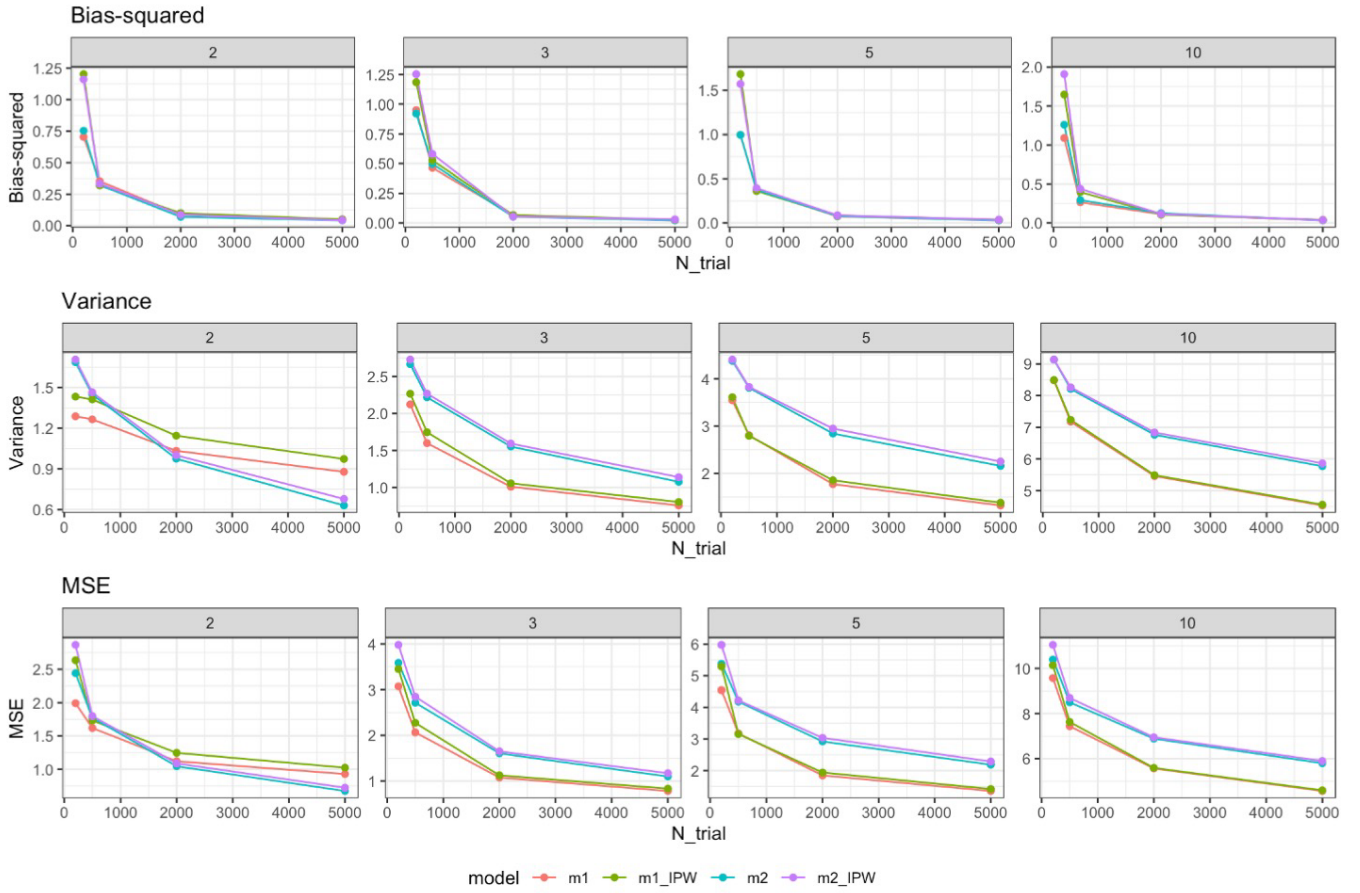 Bias-squared
2 3 5 10
Bias-squared
1.25 1.00 0.75 0.50 0.25 0.00
1.25 1.00 0.75 0.50 0.25 0.00
1.5 1.0 0.5 0.0
2.0 1.5 1.0 0.5 0.0
0 1000 2000 3000 4000 5000 0 1000 2000 3000 4000 5000 0 1000 2000 3000 4000 5000 0 1000 2000 3000 4000 5000
N_trial
Variance
2 3 5 10
Variance
1.5 1.2 0.9 0.6
2.5 2.0 1.5 1.0
4 3 2
9 8 7 6 5
0 1000 2000 3000 4000 5000 0 1000 2000 3000 4000 5000 0 1000 2000 3000 4000 5000 0 1000 2000 3000 4000 5000
N_trial
MSE
2 3 5 10
MSE
2.5 2.0 1.5 1.0
4 3 2 1
6 5 4 3 2
10 8 6
0 1000 2000 3000 4000 5000 0 1000 2000 3000 4000 5000 0 1000 2000 3000 4000 5000 0 1000 2000 3000 4000 5000
N_trial
model m1 m1_IPW m2 m2_IPW